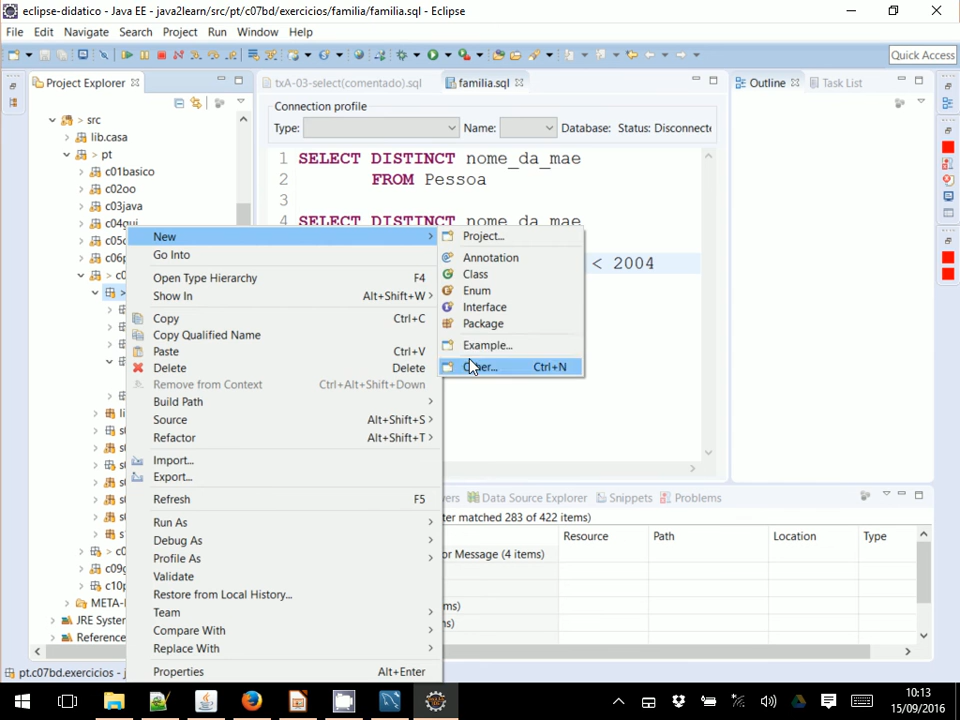 eclipse-didatico - Java EE - java2learn/src/pt/c07bd/exercicios/familia/familia.sql - Eclipse
File Edit Navigate Search Project Run Window Help
Quick Access
Project Explorer
txA-03-select(comentado).sql familia.sql
Outline Task List
Connection profile
Type: Name: Database: Status: Disconnecte
> src
lib.casa
> pt
c01basico
c02oo
c03java
c04gui
1 SELECT DISTINCT nome_da_mae
2 FROM Pessoa
3
4 SELECT DISTINCT nome_da_mae
< 2004
New
Go Into
Open Type Hierarchy F4
Show In Alt+Shift+W
Copy Ctrl+C
Copy Qualified Name
Paste Ctrl+V
Delete Delete
Remove from Context Ctrl+Alt+Shift+Down
Build Path
Source Alt+Shift+S
Refactor Alt+Shift+T
Import...
Export...
Refresh F5
Run As
Debug As
Profile As
Validate
Restore from Local History...
Team
Compare With
Replace With
Properties Alt+Enter
Project...
Annotation
Class
Enum
Interface
Package
Example...
Ctrl+N
META-
JRE System
Reference
Data Source Explorer Snippets Problems
ter matched 283 of 422 items)
Resource Path Location Type
or Message (4 items)
ms)
s)
pt.c07bd.exercicios - j
10:13
15/09/2016